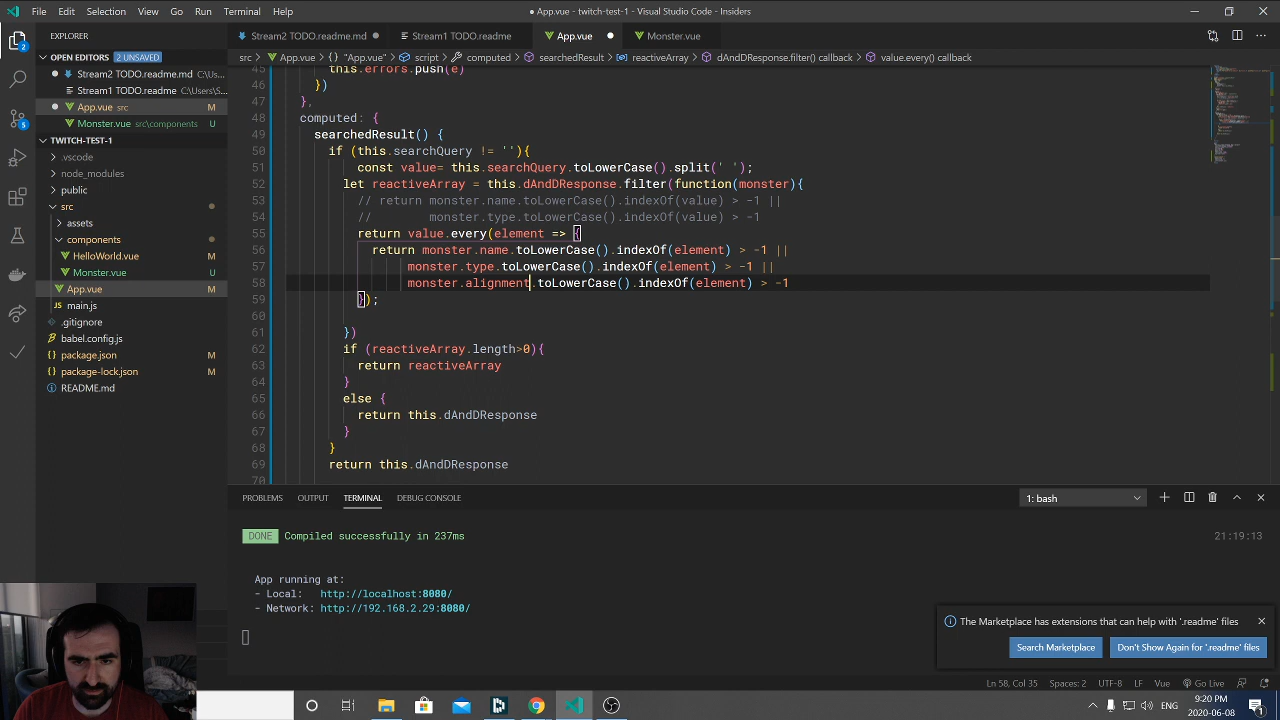 File Edit Selection View Go Run Terminal Help
● App.vue - twitch-test-1 - Visual Studio Code - Insiders
EXPLORER
Stream2 TODO.readme.md
Stream1 TODO.readme
App.vue
Monster.vue
OPEN EDITORS 2 UNSAVED
src > App.vue > {} "App.vue" > script > computed > searchedResult > reactiveArray > dAndDResponse.filter() callback > value.every() callback
Stream2 TODO.readme.md C:\Us...
Stream1 TODO.readme C:\Users\S...
App.vue src M
Monster.vue src\components U
TWITCH-TEST-1
.vscode
node_modules
public
src
assets
components
HelloWorld.vue M
Monster.vue U
App.vue M
main.js
.gitignore
babel.config.js
package.json M
package-lock.json M
README.md
2
5
45 this.errors.push(e)
46 })
47 },
48 computed: {
49 searchedResult() {
50 if (this.searchQuery != ''){
51 const value= this.searchQuery.toLowerCase().split(' ');
52 let reactiveArray = this.dAndDResponse.filter(function(monster){
53 // return monster.name.toLowerCase().indexOf(value) > -1 ||
54 // monster.type.toLowerCase().indexOf(value) > -1
55 return value.every(element => {
56 return monster.name.toLowerCase().indexOf(element) > -1 ||
57 monster.type.toLowerCase().indexOf(element) > -1 ||
58 monster.alignment.toLowerCase().indexOf(element) > -1
59 });
60
61 })
62 if (reactiveArray.length>0){
63 return reactiveArray
64 }
65 else {
66 return this.dAndDResponse
67 }
68 }
69 return this.dAndDResponse
70
PROBLEMS OUTPUT TERMINAL DEBUG CONSOLE
1: bash
DONE Compiled successfully in 237ms
21:19:13
App running at:
- Local: http://localhost:8080/
- Network: http://192.168.2.29:8080/
The Marketplace has extensions that can help with '.readme' files
Search Marketplace
Don't Show Again for '.readme' files
Ln 58, Col 35 Spaces: 2 UTF-8 LF Vue Go Live
9:20 PM
2020-06-08